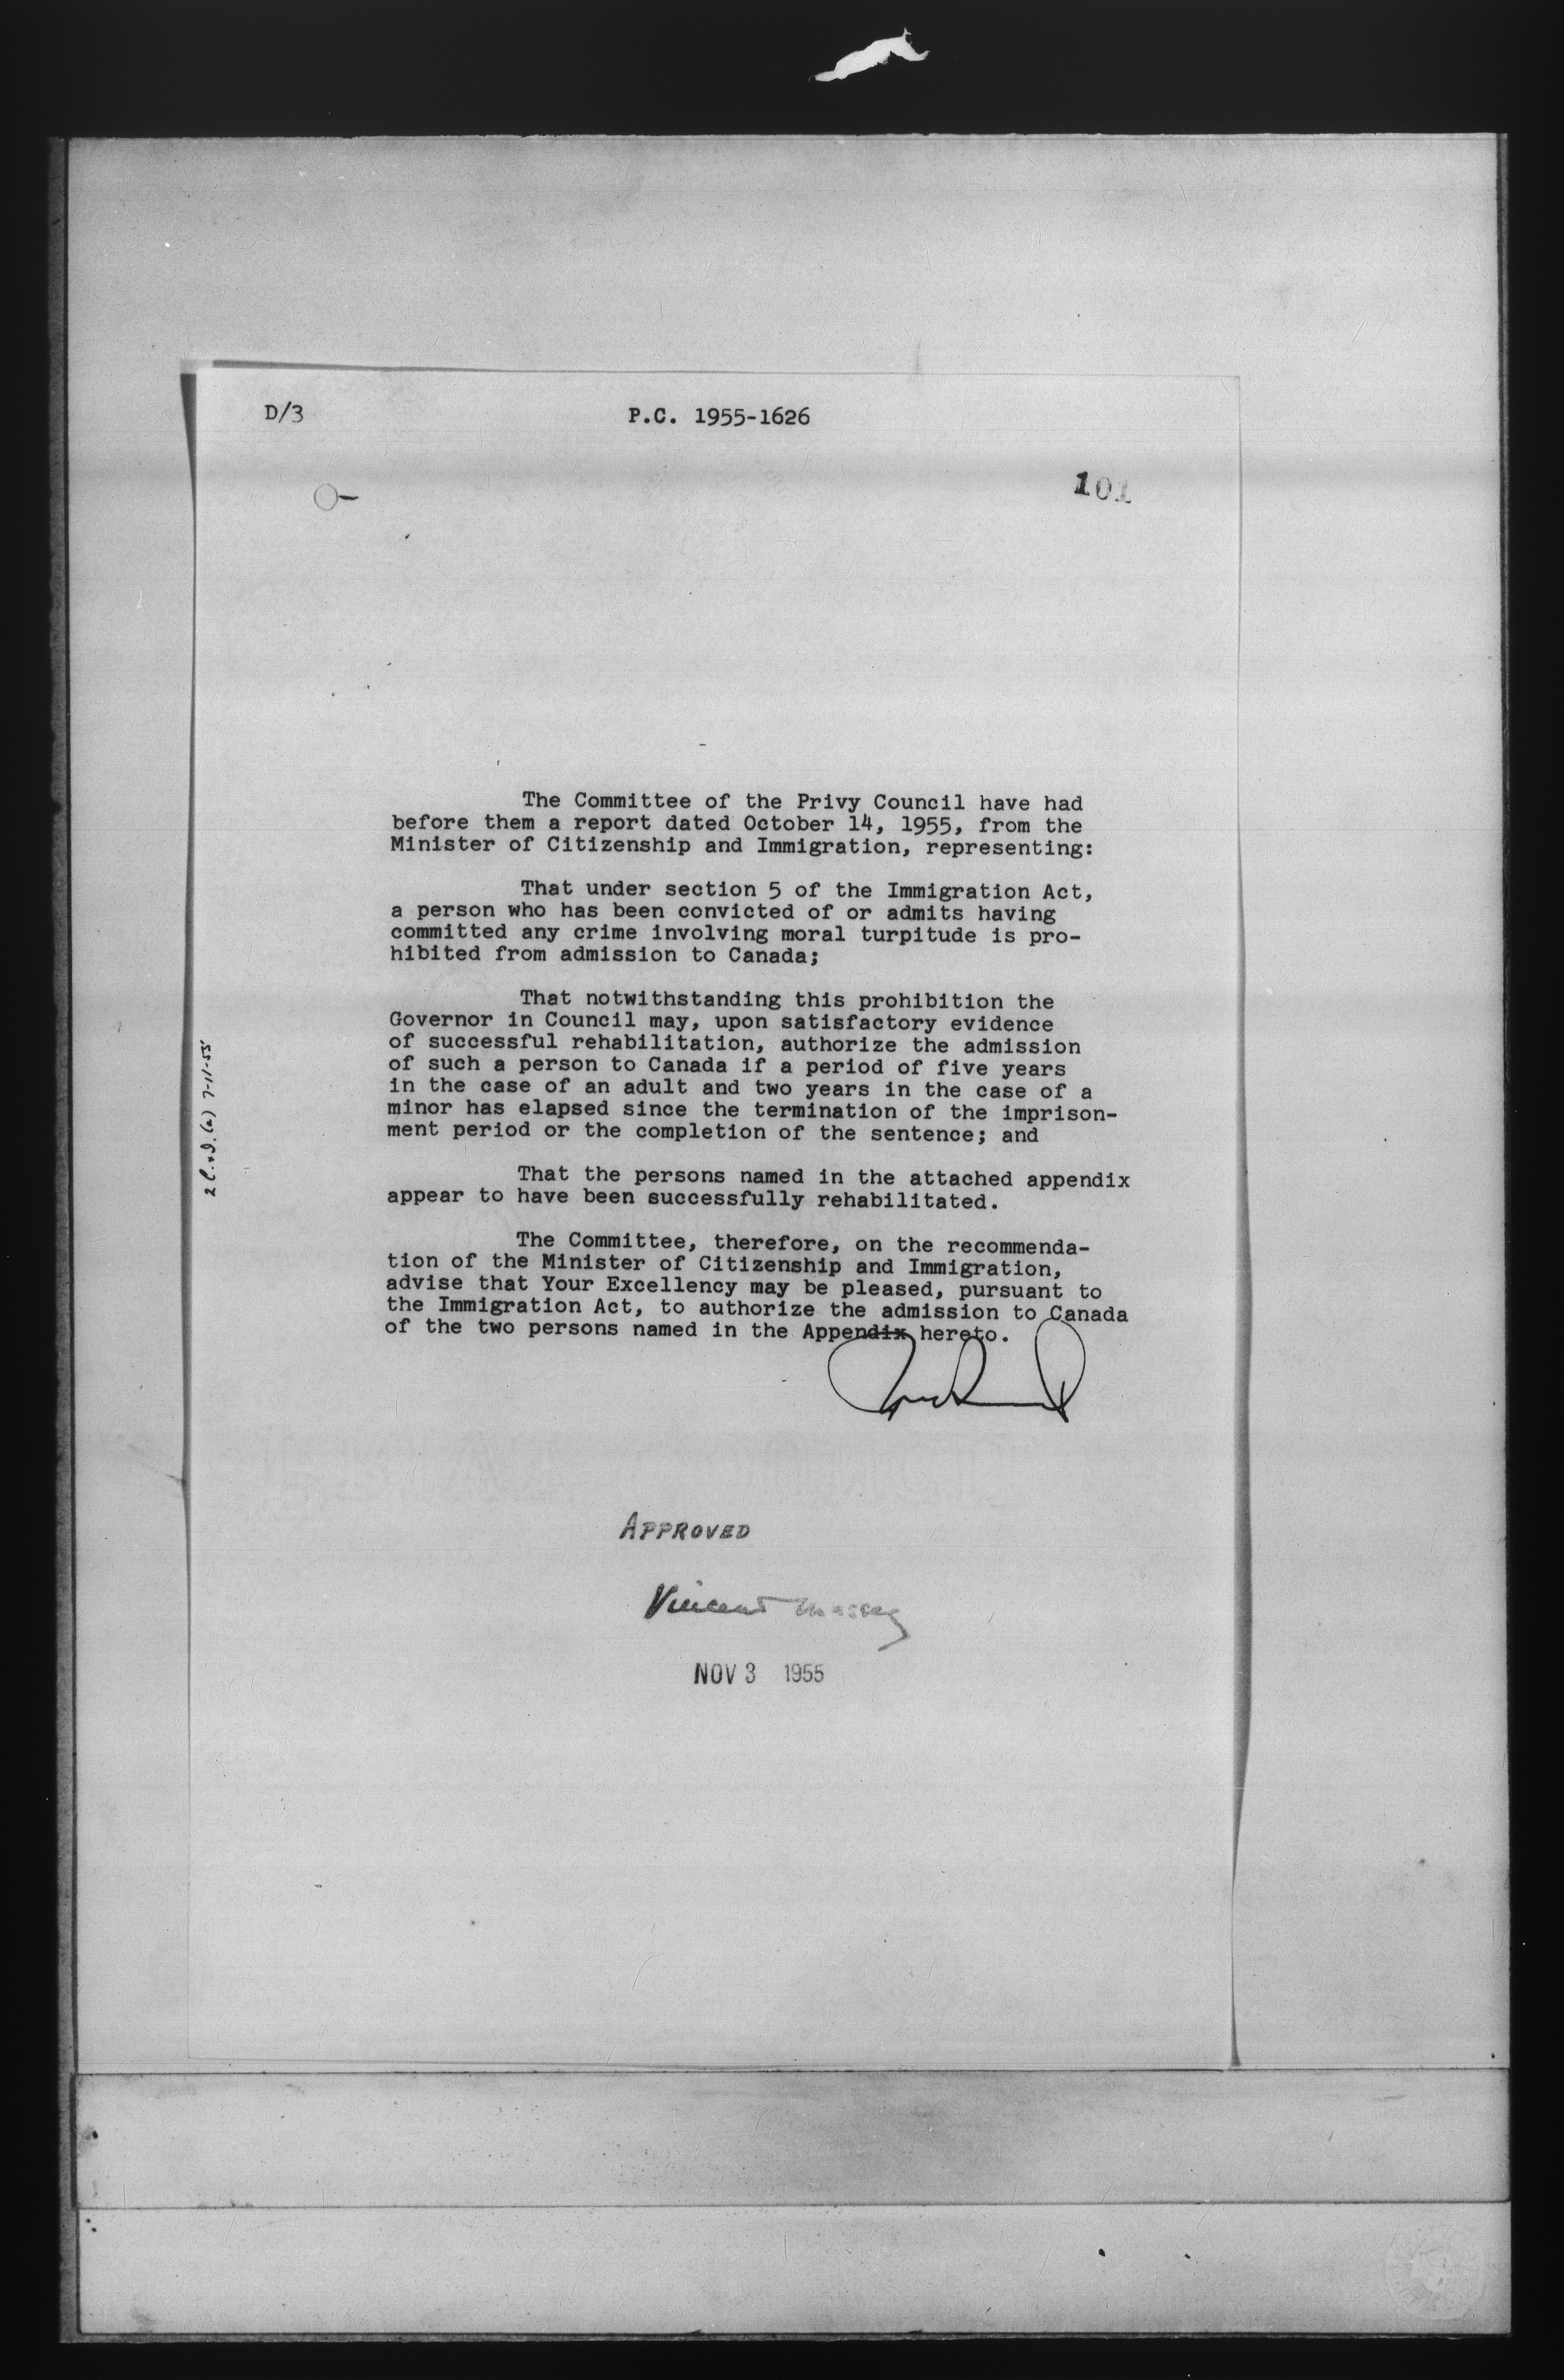 D/3
P.C. 1955-1626
101
The Committee of the Privy Council have had
before them a report dated October 14, 1955, from the
Minister of Citizenship and Immigration, representing:
That under section 5 of the Immigration Act,
a person who has been convicted of or admits having
committed any crime involving moral turpitude is pro-
hibited from admission to Canada;
That notwithstanding this prohibition the
Governor in Council may, upon satisfactory evidence
of successful rehabilitation, authorize the admission
of such a person to Canada if a period of five years
in the case of an adult and two years in the case of a
minor has elapsed since the termination of the imprison-
ment period or the completion of the sentence; and
That the persons named in the attached appendix
appear to have been successfully rehabilitated.
The Committee, therefore, on the recommenda-
tion of the Minister of Citizenship and Immigration,
advise that Your Excellency may be pleased, pursuant to
the Immigration Act, to authorize the admission to Canada
of the two persons named in the Appendix hereto.
2 C.&I. (a) 7-11-55
APPROVED
Vincent Massey
NOV 3 1955